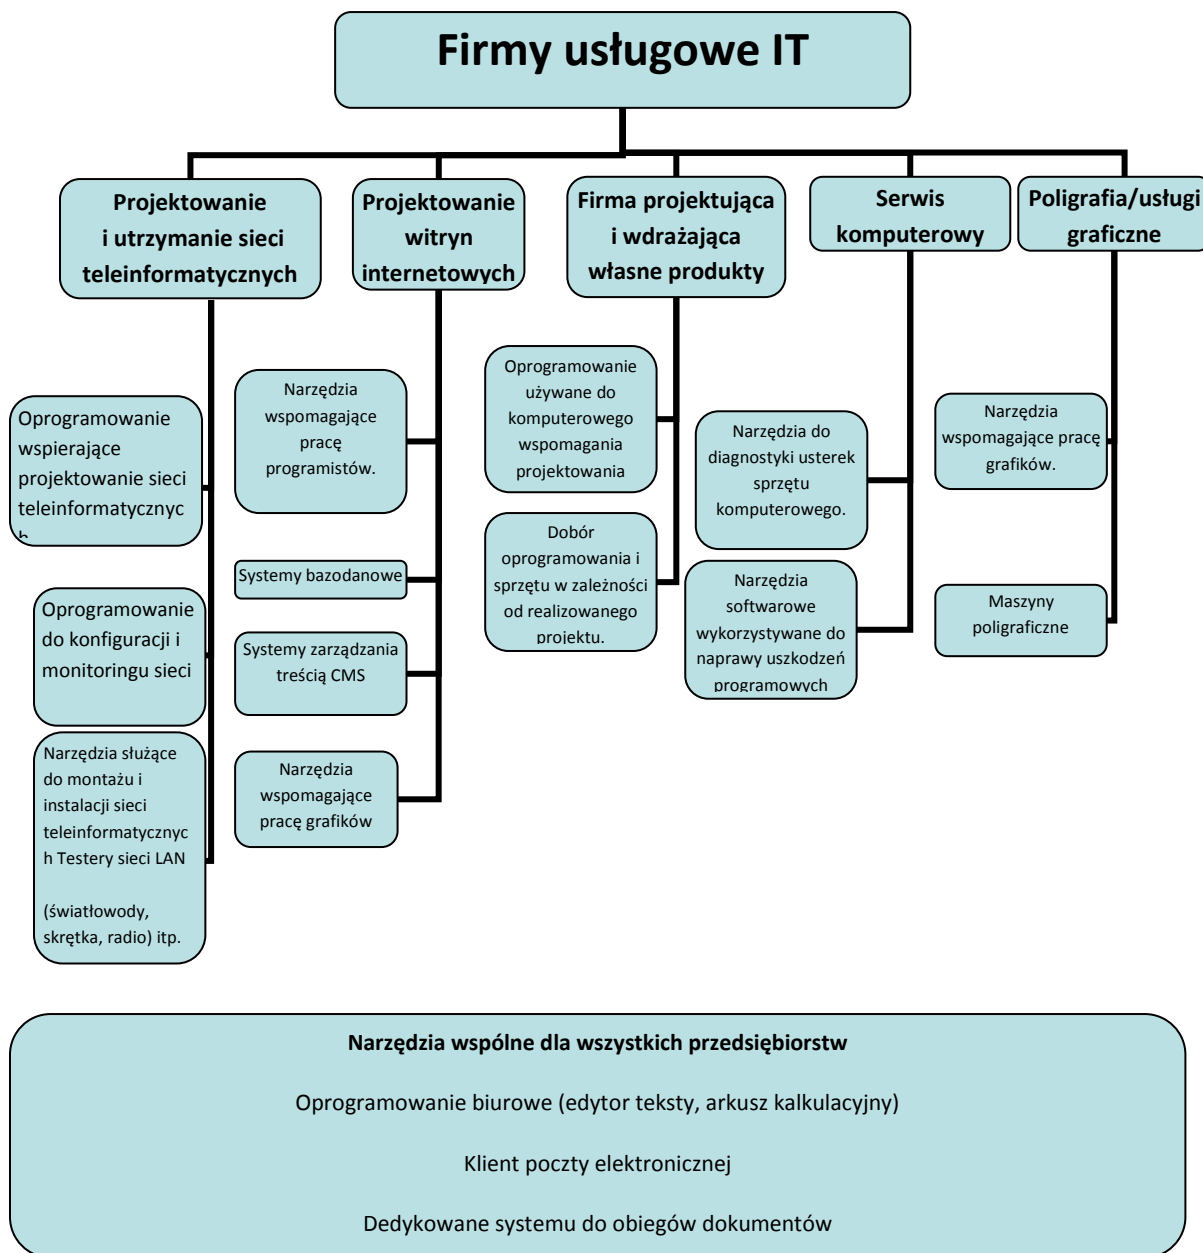 Firmy usługowe IT
Projektowanie
i utrzymanie sieci
teleinformatycznych
Projektowanie
witryn
internetowych
Firma projektująca
i wdrażająca
własne produkty
Serwis
komputerowy
Poligrafia/usługi
graficzne
Oprogramowanie
wspierające
projektowanie sieci
teleinformatycznyc
h
Oprogramowanie
do konfiguracji i
monitoringu sieci
Narzędzia służące
do montażu i
instalacji sieci
teleinformatycznyc
h Testery sieci LAN
(światłowody,
skrętka, radio) itp.
Narzędzia
wspomagające
pracę
programistów.
Systemy bazodanowe
Systemy zarządzania
treścią CMS
Narzędzia
wspomagające
pracę grafików
Oprogramowanie
używane do
komputerowego
wspomagania
projektowania
Dobór
oprogramowania i
sprzętu w zależności
od realizowanego
projektu.
Narzędzia do
diagnostyki usterek
sprzętu
komputerowego.
Narzędzia
softwarowe
wykorzystywane do
naprawy uszkodzeń
programowych
Narzędzia
wspomagające pracę
grafików.
Maszyny
poligraficzne
Narzędzia wspólne dla wszystkich przedsiębiorstw
Oprogramowanie biurowe (edytor teksty, arkusz kalkulacyjny)
Klient poczty elektronicznej
Dedykowane systemu do obiegów dokumentów